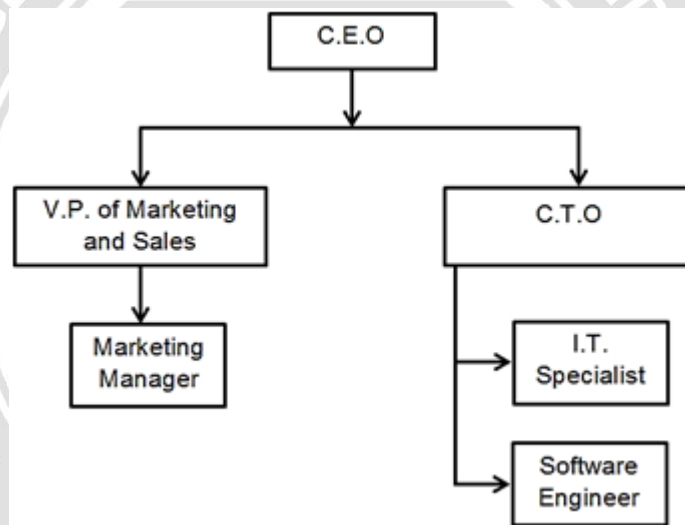 C.E.O
V.P. of Marketing
and Sales
C.T.O
Marketing
Manager
I.T.
Specialist
Software
Engineer